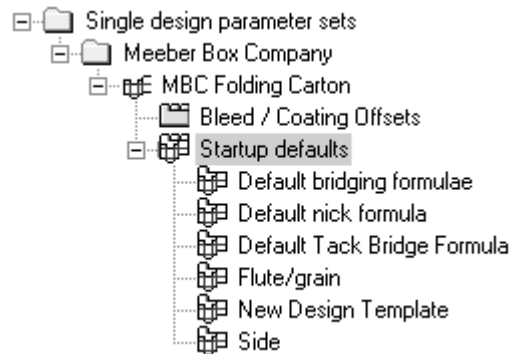 Single design parameter sets
Meeber Box Company
MBC Folding Carton
Bleed / Coating Offsets
Startup defaults
Default bridging formulae
Default nick formula
Default Tack Bridge Formula
Flute/grain
New Design Template
Side